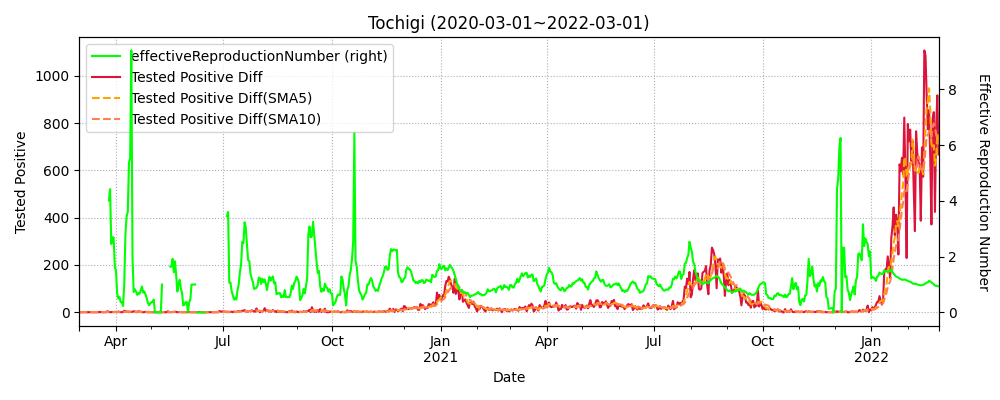 Tochigi (2020-03-01~2022-03-01)
effectiveReproductionNumber (right)
Tested Positive Diff
Tested Positive Diff(SMA5)
Tested Positive Diff(SMA10)
Tested Positive
1000
800
600
400
200
0
Effective Reproduction Number
8
6
4
2
0
Apr
Jul
Oct
Jan
2021
Apr
Jul
Oct
Jan
2022
Date